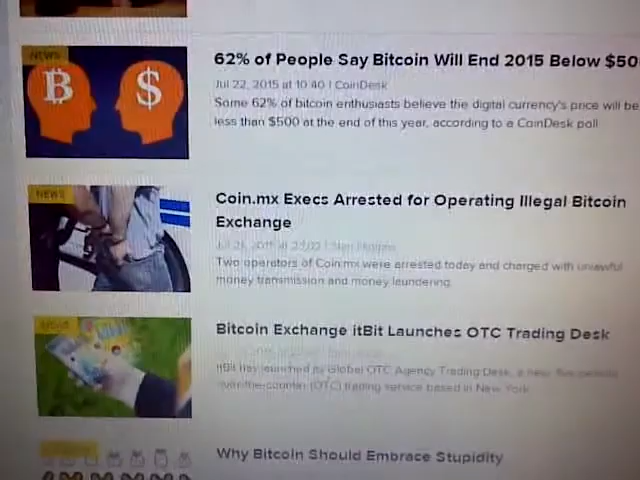 NEWS
62% of People Say Bitcoin Will End 2015 Below $50
Jul 22, 2015 at 10:40 | CoinDesk
Some 62% of bitcoin enthusiasts believe the digital currency's price will be
less than $500 at the end of this year, according to a CoinDesk poll
B $
NEWS
Coin.mx Execs Arrested for Operating Illegal Bitcoin
Exchange
Two operators of Coin.mx were arrested today and charged with unlawful
money transmission and money laundering.
NEWS
Bitcoin Exchange itBit Launches OTC Trading Desk
itBit has launched its Global OTC Agency Trading Desk, a new
over-the-counter (OTC) trading service based in New York
Why Bitcoin Should Embrace Stupidity